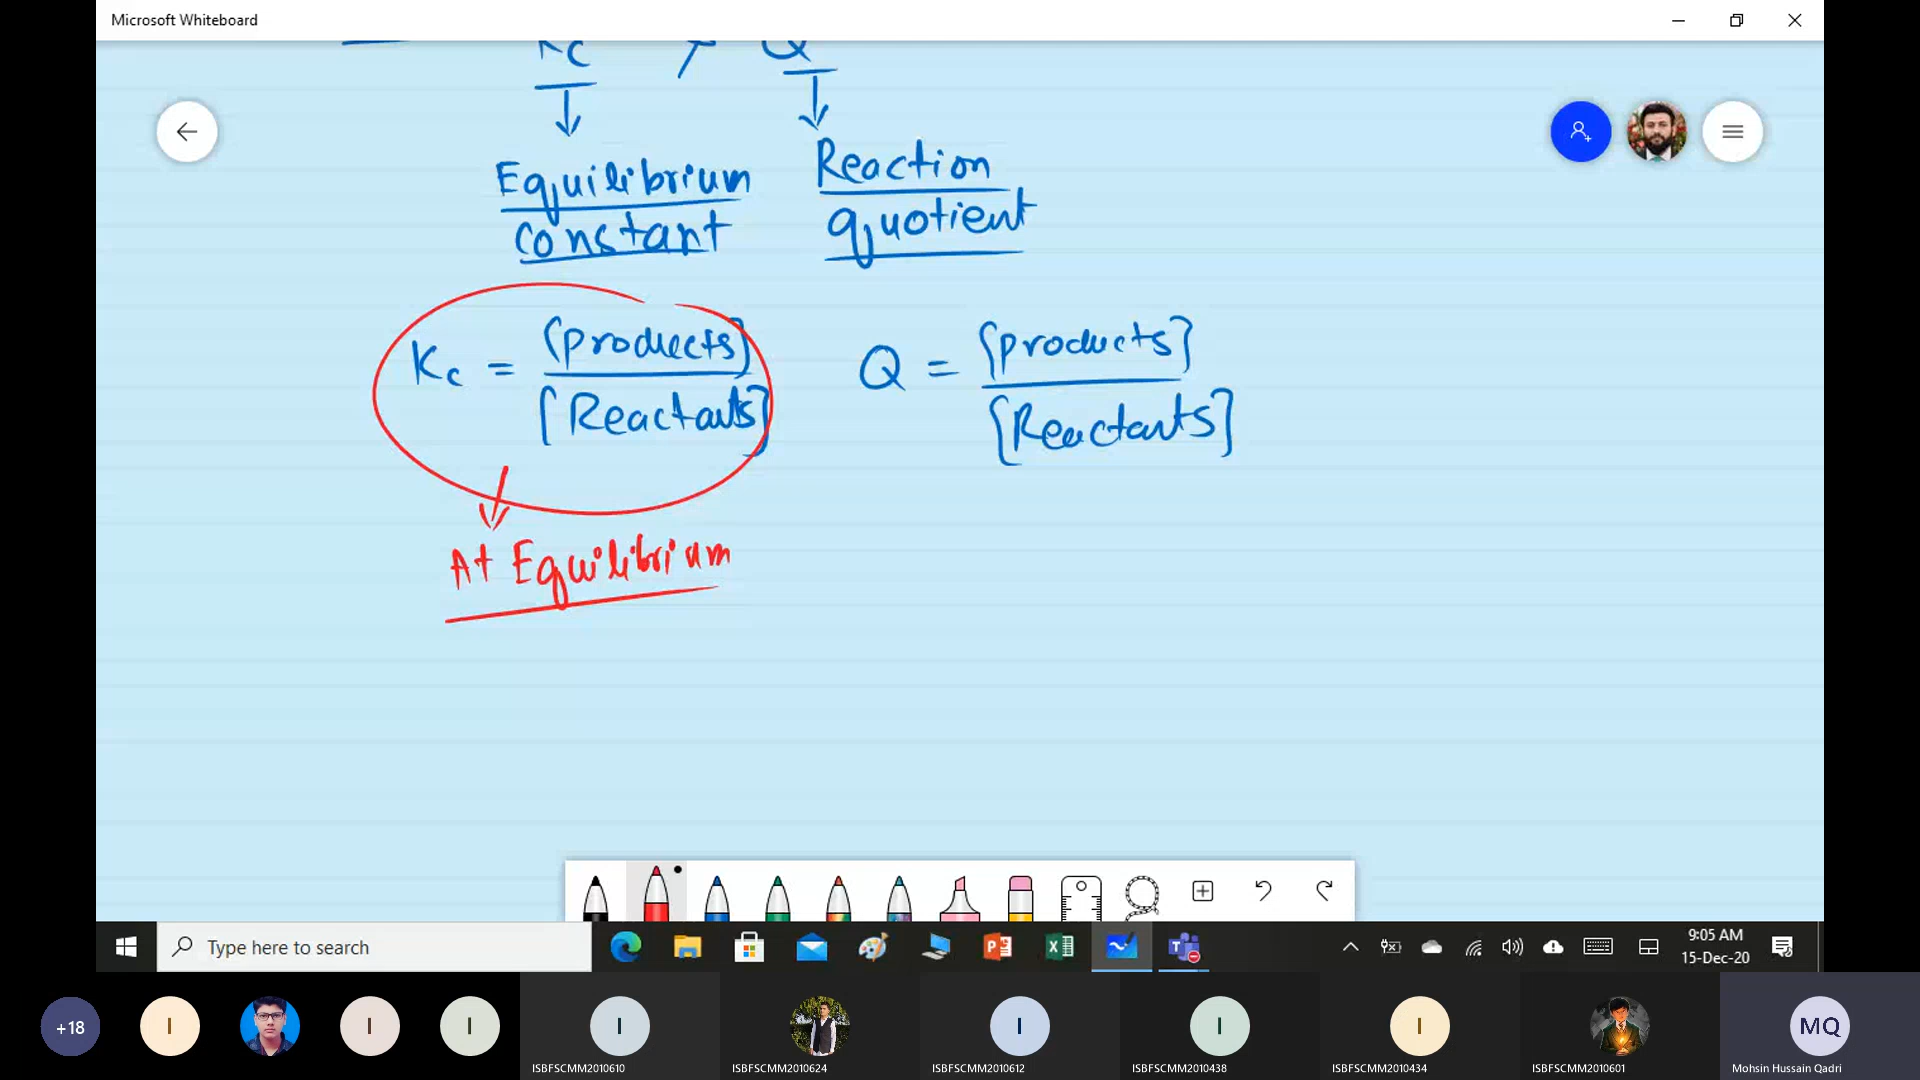 Microsoft Whiteboard
Kc > Q
Equilibrium Reaction
constant quotient
Kc = [products] Q = [products]
[Reactants] [Reactants]
At Equilibrium
Type here to search
9:05 AM
15-Dec-20
+18 I I I I I I I I MQ
ISBFSCMM2010610 ISBFSCMM2010624 ISBFSCMM2010612 ISBFSCMM2010438 ISBFSCMM2010434 ISBFSCMM2010601 Mohsin Hussain Qadri